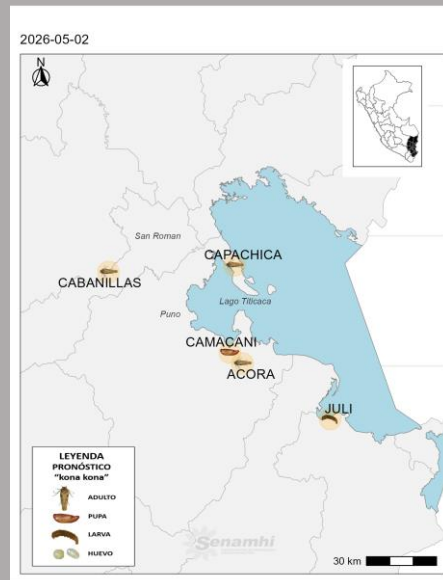 2026-05-02
N
San Roman
CAPACHICA
CABANILLAS
Lago Titicaca
Puno
CAMACANI
ACORA
JULI
LEYENDA
PRONÓSTICO
"kona kona"
ADULTO
PUPA
LARVA
HUEVO
Senamhi
30 km